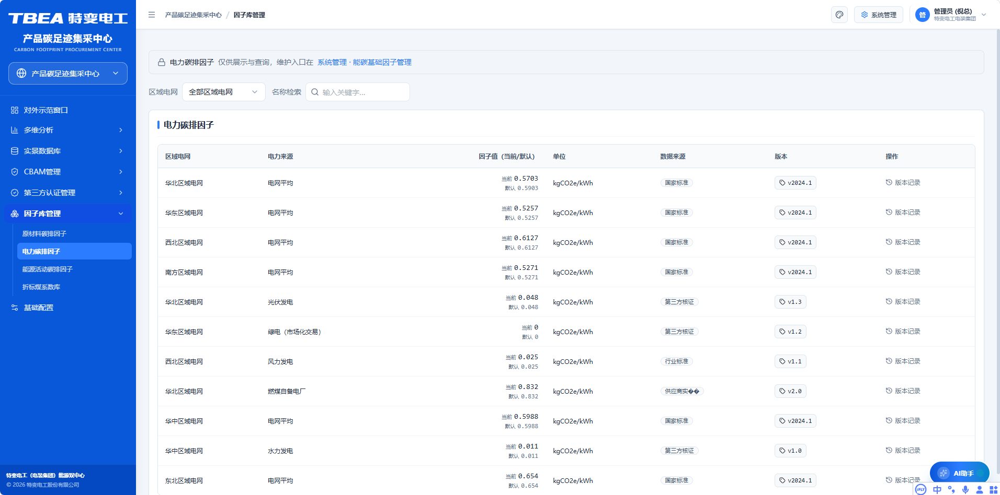 TBEA 特变电工
产品碳足迹集采中心
CARBON FOOTPRINT PROCUREMENT CENTER
产品碳足迹集采中心
对外示范窗口
多维分析
实景数据库
CBAM管理
第三方认证管理
因子库管理
原材料碳排因子
电力碳排因子
能源活动碳排因子
折标煤系数库
基础配置
特变电工（电装集团）能源双中心
© 2026 特变电工股份有限公司
产品碳足迹集采中心 / 因子库管理
系统管理
管 管理员 (倪总)
特变电工电装集团
电力碳排因子 仅供展示与查询，维护入口在 系统管理 · 能碳基础因子管理
区域电网 全部区域电网 名称检索 输入关键字...
电力碳排因子
区域电网 电力来源 因子值（当前/默认） 单位 数据来源 版本 操作
华北区域电网 电网平均 当前 0.5703 默认 0.5903 kgCO2e/kWh 国家标准 v2024.1 版本记录
华东区域电网 电网平均 当前 0.5257 默认 0.5257 kgCO2e/kWh 国家标准 v2024.1 版本记录
西北区域电网 电网平均 当前 0.6127 默认 0.6127 kgCO2e/kWh 国家标准 v2024.1 版本记录
南方区域电网 电网平均 当前 0.5271 默认 0.5271 kgCO2e/kWh 国家标准 v2024.1 版本记录
华北区域电网 光伏发电 当前 0.048 默认 0.048 kgCO2e/kWh 第三方核证 v1.3 版本记录
华东区域电网 绿电（市场化交易） 当前 0 默认 0 kgCO2e/kWh 第三方核证 v1.2 版本记录
西北区域电网 风力发电 当前 0.025 默认 0.025 kgCO2e/kWh 行业标准 v1.1 版本记录
华北区域电网 燃煤自备电厂 当前 0.832 默认 0.832 kgCO2e/kWh 供应商实�� v2.0 版本记录
华中区域电网 电网平均 当前 0.5988 默认 0.5988 kgCO2e/kWh 国家标准 v2024.1 版本记录
华中区域电网 水力发电 当前 0.011 默认 0.011 kgCO2e/kWh 第三方核证 v1.0 版本记录
东北区域电网 电网平均 当前 0.654 默认 0.654 kgCO2e/kWh 国家标准 v2024.1 版本记录
AI助手
iFLY 中